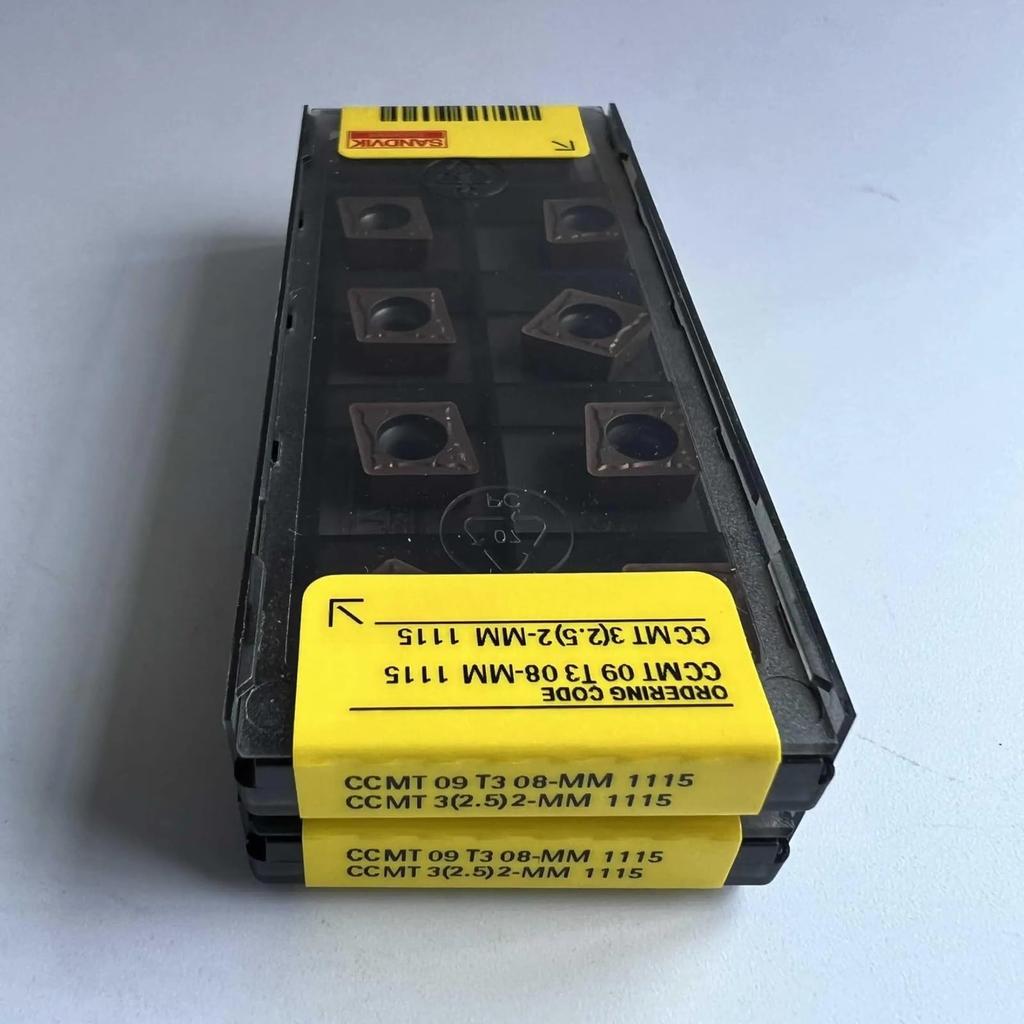 SANDVIK
PC
07
CCMT 3(2.5)2-MM 1115
CCMT 09 T3 08-MM 1115
ORDERING CODE
CCMT 09 T3 08-MM 1115
CCMT 3(2.5)2-MM 1115
CCMT 09 T3 08-MM 1115
CCMT 3(2.5)2-MM 1115